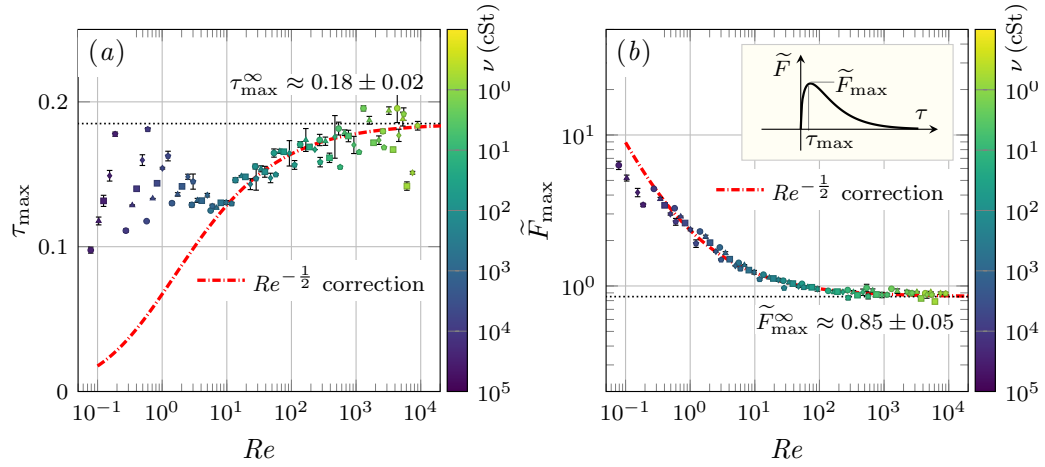 (a)
τ_max^∞ ≈ 0.18 ± 0.02
Re^{-1/2} correction
0.2
0.1
0
τ_max
10^{-1} 10^0 10^1 10^2 10^3 10^4
Re
ν (cSt)
10^0
10^1
10^2
10^3
10^4
10^5
(b)
F̃
F̃_max
τ
τ_max
Re^{-1/2} correction
F̃_max^∞ ≈ 0.85 ± 0.05
10^1
10^0
F̃_max
10^{-1} 10^0 10^1 10^2 10^3 10^4
Re
ν (cSt)
10^0
10^1
10^2
10^3
10^4
10^5